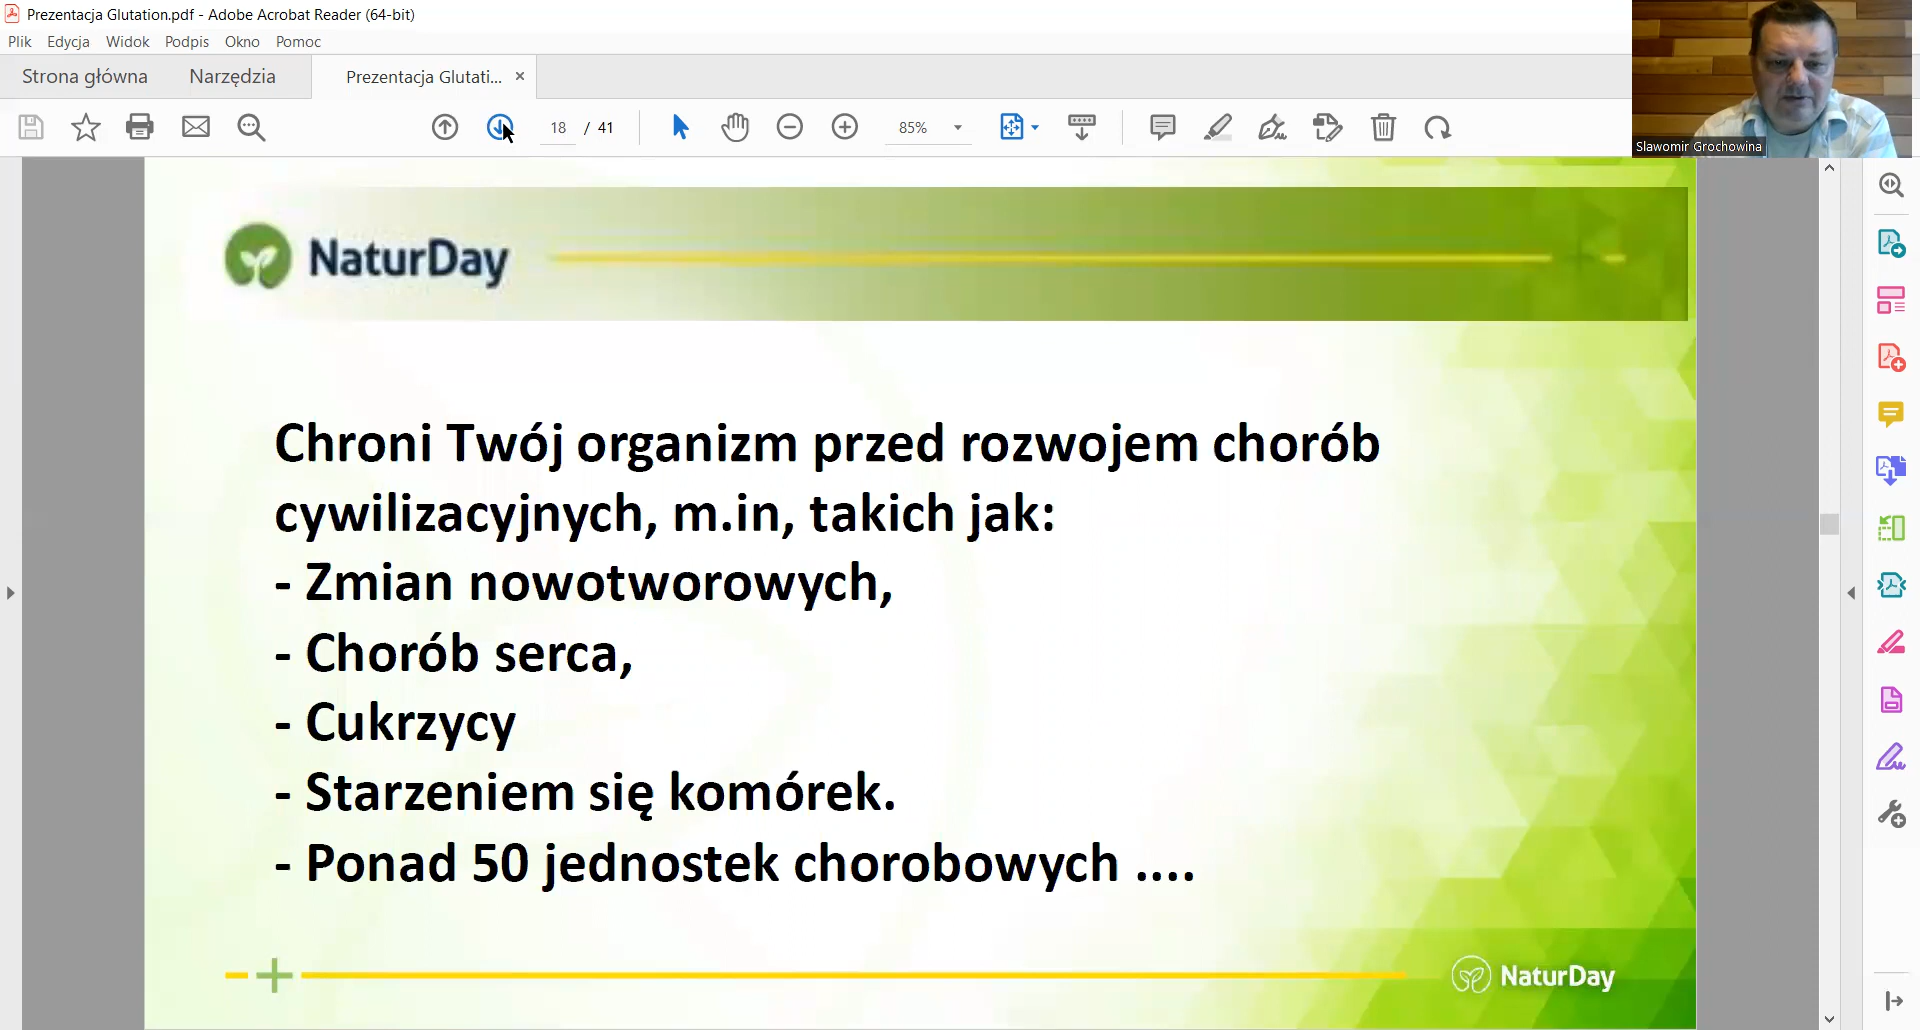 Prezentacja Glutation.pdf - Adobe Acrobat Reader (64-bit)
Plik Edycja Widok Podpis Okno Pomoc
Strona główna Narzędzia Prezentacja Glutati... ×
18 / 41 85%
Slawomir Grochowina
NaturDay
Chroni Twój organizm przed rozwojem chorób
cywilizacyjnych, m.in, takich jak:
- Zmian nowotworowych,
- Chorób serca,
- Cukrzycy
- Starzeniem się komórek.
- Ponad 50 jednostek chorobowych ....
NaturDay